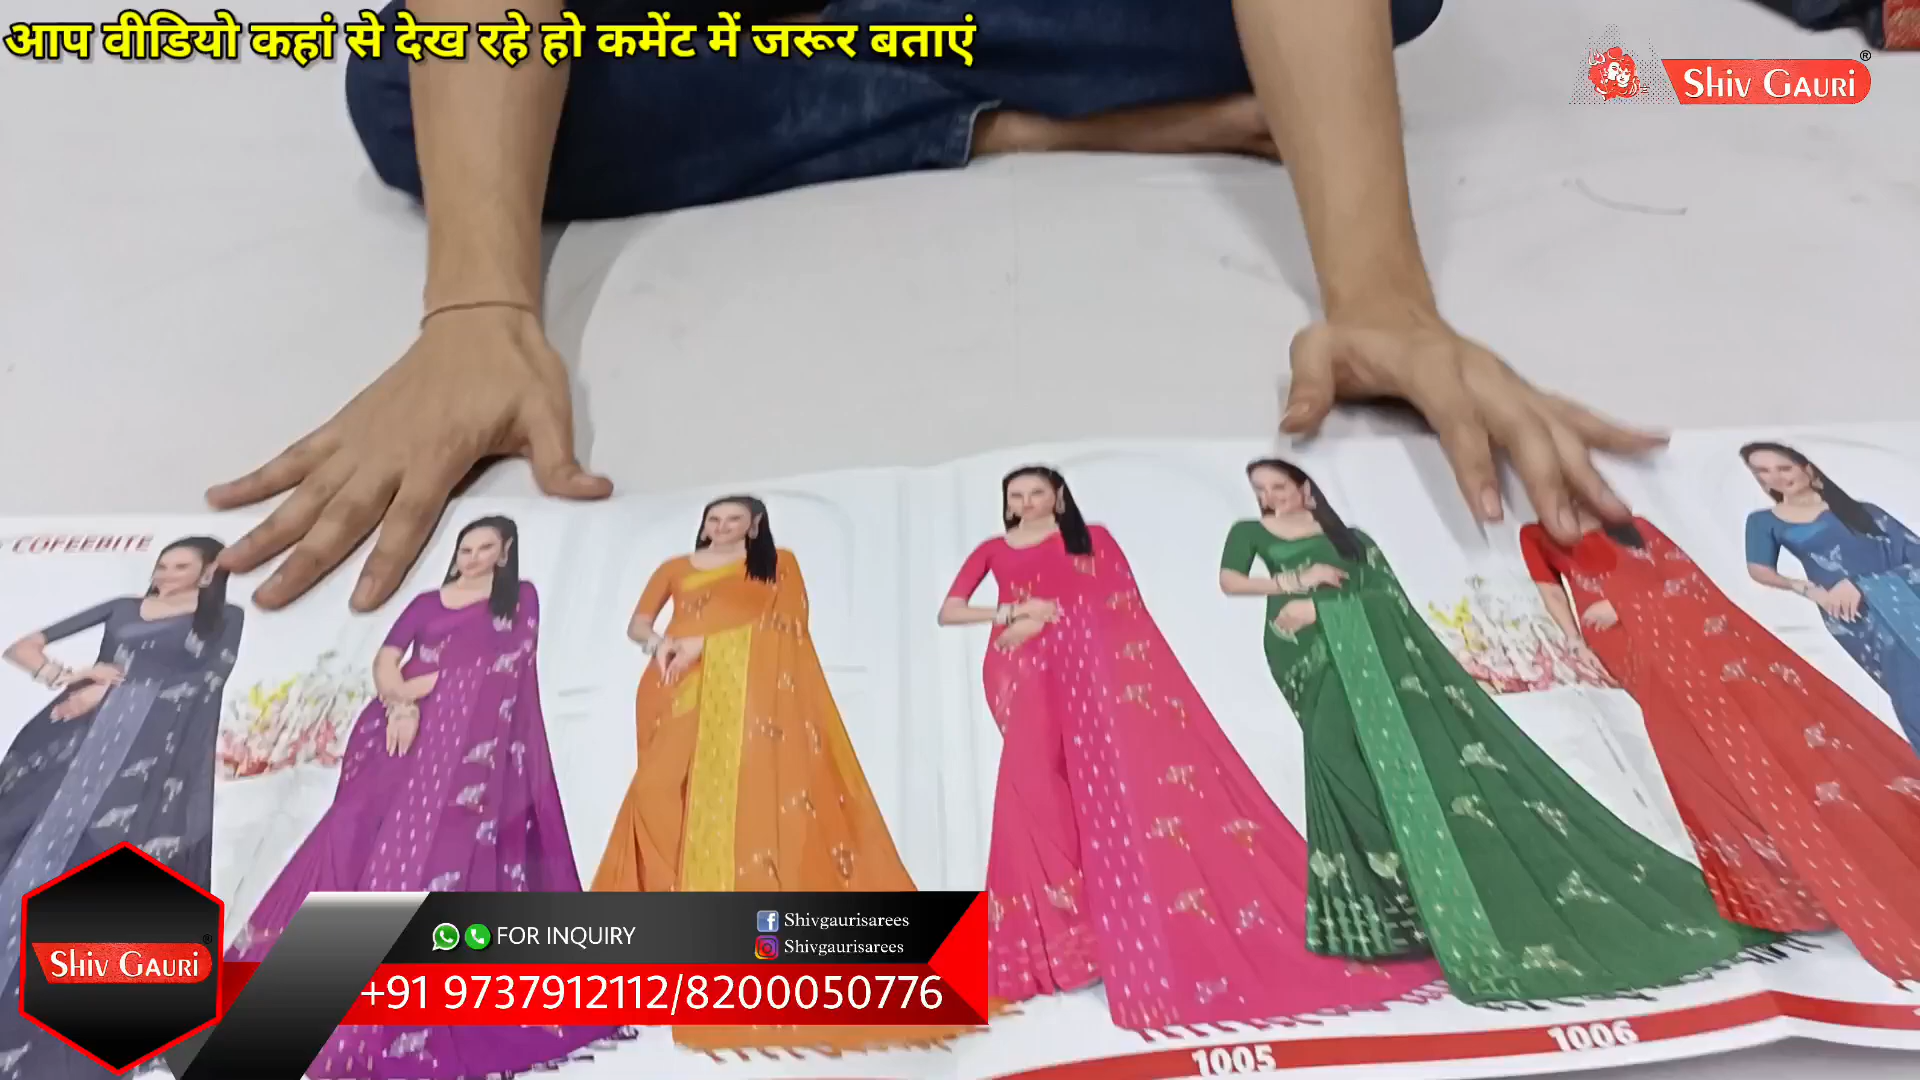 आप वीडियो कहां से देख रहे हो कमेंट में जरूर बताएं
SHIV GAURI®
COFEEBITE
FOR INQUIRY
Shivgaurisarees
Shivgaurisarees
SHIV GAURI®
+91 9737912112/8200050776
1005
1006